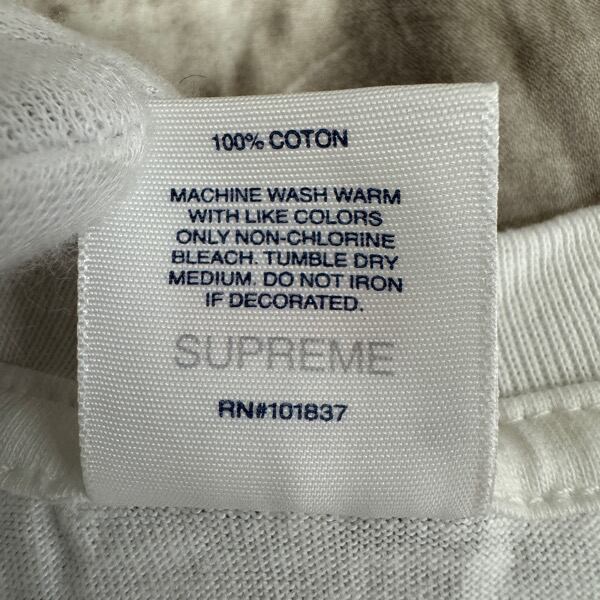 100% COTON
MACHINE WASH WARM
WITH LIKE COLORS
ONLY NON-CHLORINE
BLEACH. TUMBLE DRY
MEDIUM. DO NOT IRON
IF DECORATED.
SUPREME
RN#101837